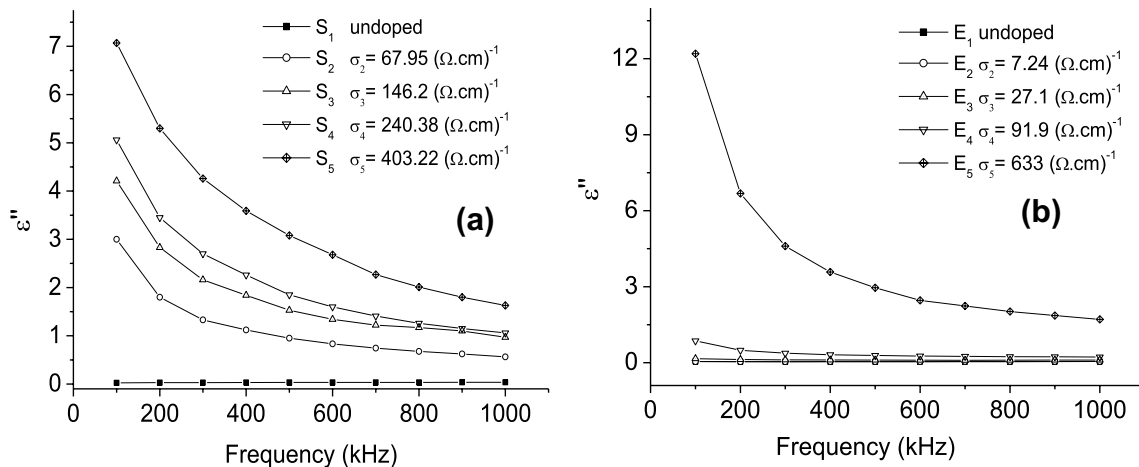 7
6
5
4
3
2
1
0
ε"
S₁ undoped
S₂ σ₂= 67.95 (Ω.cm)⁻¹
S₃ σ₃= 146.2 (Ω.cm)⁻¹
S₄ σ₄= 240.38 (Ω.cm)⁻¹
S₅ σ₅= 403.22 (Ω.cm)⁻¹
(a)
0 200 400 600 800 1000
Frequency (kHz)
12
9
6
3
0
ε"
E₁ undoped
E₂ σ₂= 7.24 (Ω.cm)⁻¹
E₃ σ₃= 27.1 (Ω.cm)⁻¹
E₄ σ₄= 91.9 (Ω.cm)⁻¹
E₅ σ₅= 633 (Ω.cm)⁻¹
(b)
0 200 400 600 800 1000
Frequency (kHz)